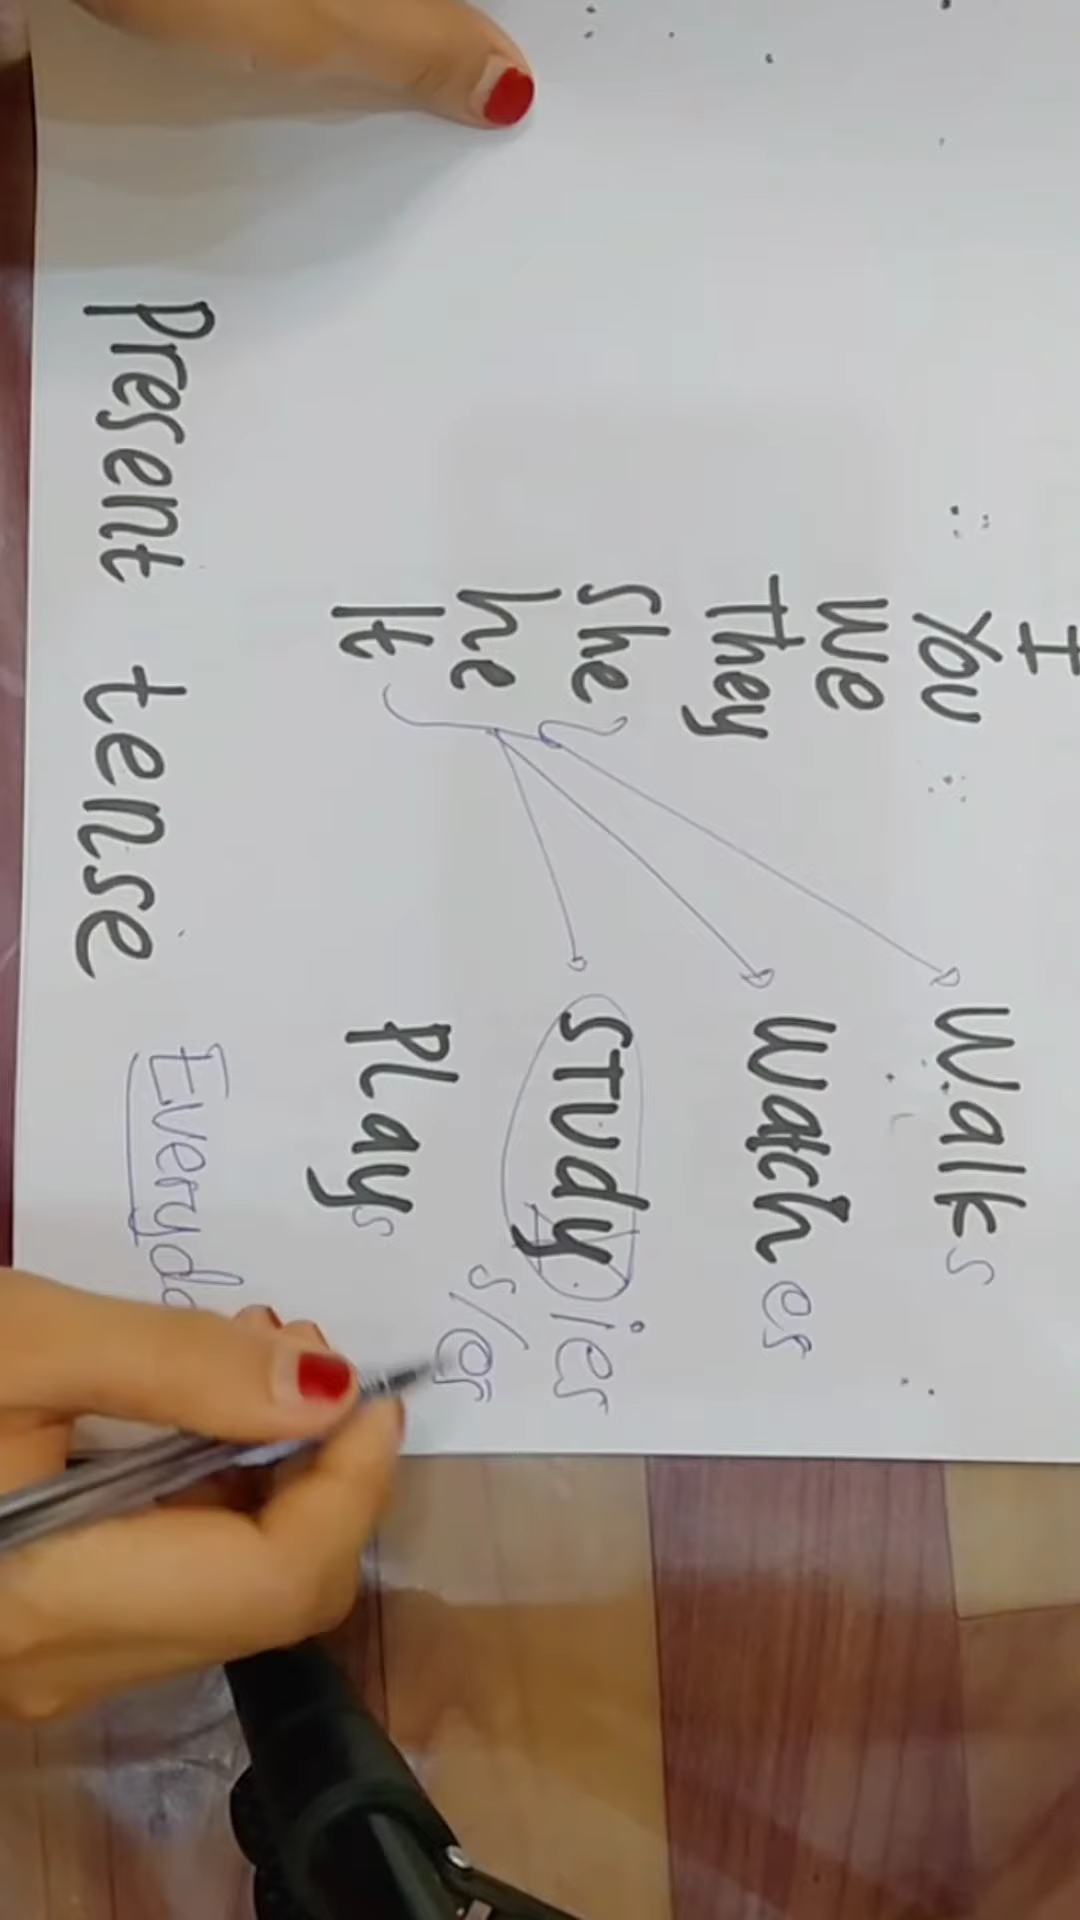 I
You Walks
We
They Watches
She STUdyies
he s/es
It PLays
Present tense Everyda